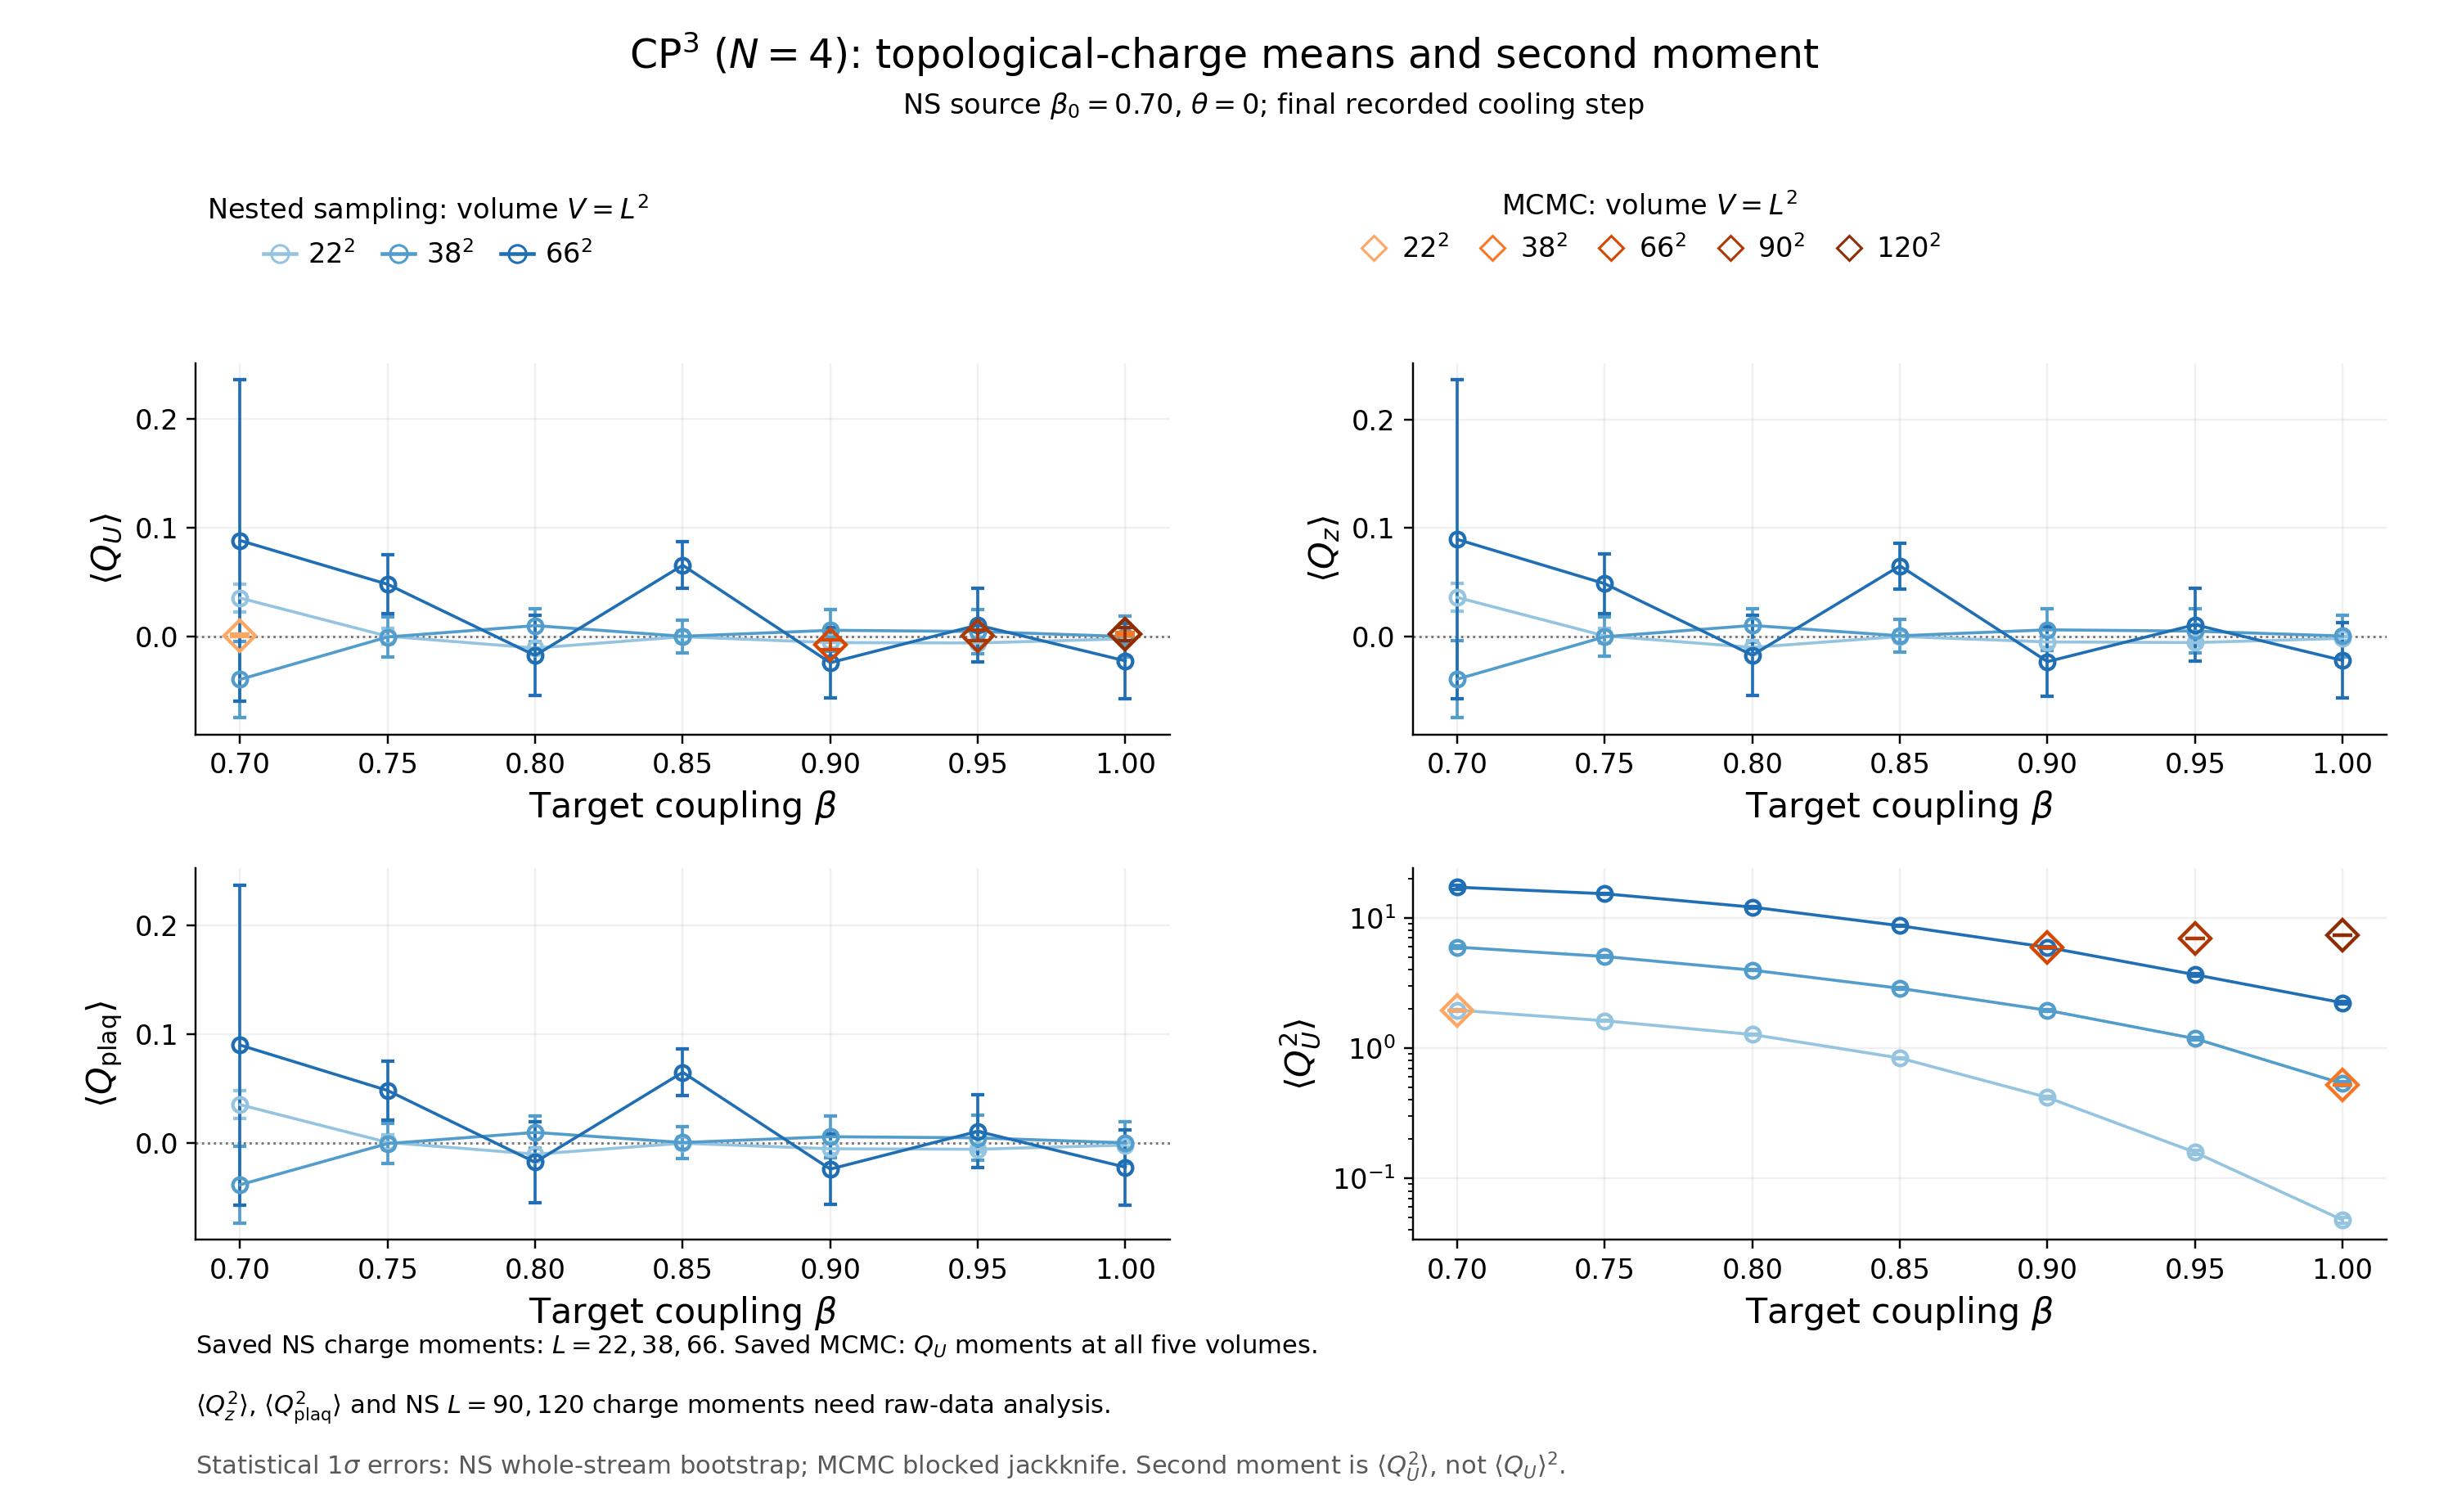 CP³ (N = 4): topological-charge means and second moment
NS source β₀ = 0.70, θ = 0; final recorded cooling step
Nested sampling: volume V = L²
22² 38² 66²
MCMC: volume V = L²
22² 38² 66² 90² 120²
⟨Q_U⟩
0.2
0.1
0.0
0.70 0.75 0.80 0.85 0.90 0.95 1.00
Target coupling β
⟨Q_z⟩
0.2
0.1
0.0
0.70 0.75 0.80 0.85 0.90 0.95 1.00
Target coupling β
⟨Q_plaq⟩
0.2
0.1
0.0
0.70 0.75 0.80 0.85 0.90 0.95 1.00
Target coupling β
⟨Q_U²⟩
10¹
10⁰
10⁻¹
0.70 0.75 0.80 0.85 0.90 0.95 1.00
Target coupling β
Saved NS charge moments: L = 22, 38, 66. Saved MCMC: Q_U moments at all five volumes.
⟨Q_z²⟩, ⟨Q_plaq²⟩ and NS L = 90, 120 charge moments need raw-data analysis.
Statistical 1σ errors: NS whole-stream bootstrap; MCMC blocked jackknife. Second moment is ⟨Q_U²⟩, not ⟨Q_U⟩².